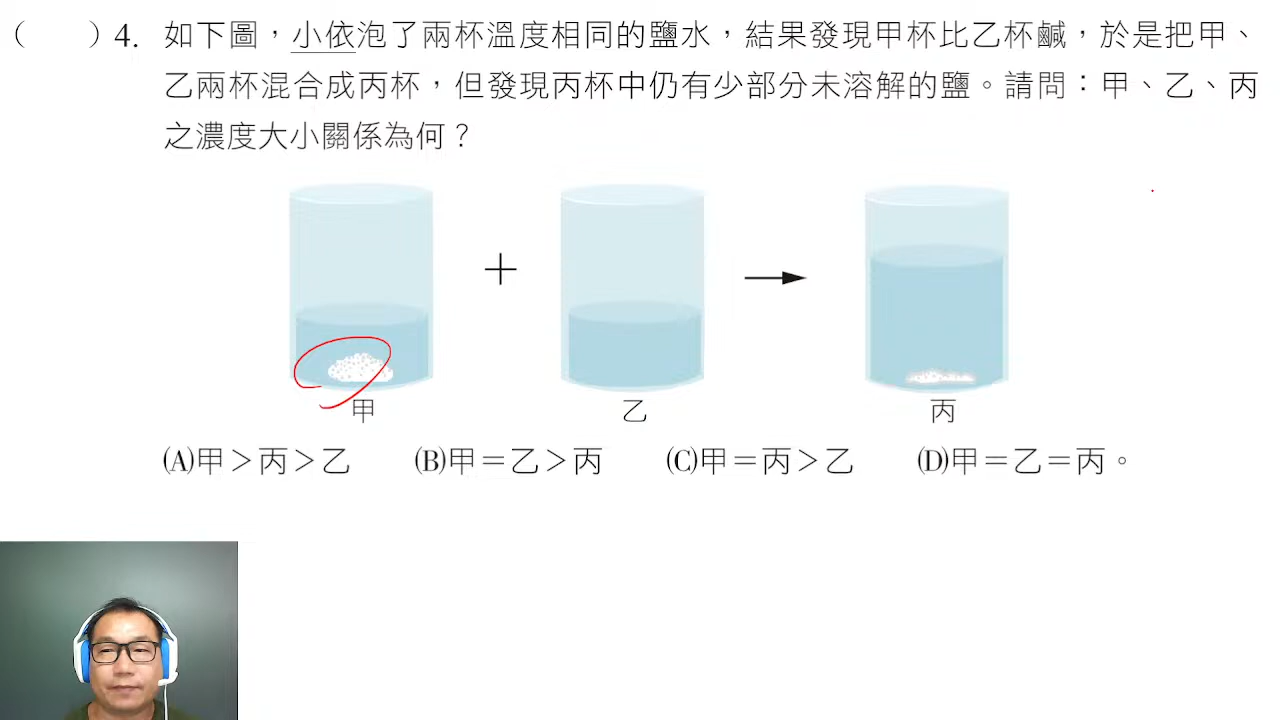 （　　）4. 如下圖，小依泡了兩杯溫度相同的鹽水，結果發現甲杯比乙杯鹹，於是把甲、
乙兩杯混合成丙杯，但發現丙杯中仍有少部分未溶解的鹽。請問：甲、乙、丙
之濃度大小關係為何？
＋
甲　乙　丙
(A)甲＞丙＞乙　(B)甲＝乙＞丙　(C)甲＝丙＞乙　(D)甲＝乙＝丙。